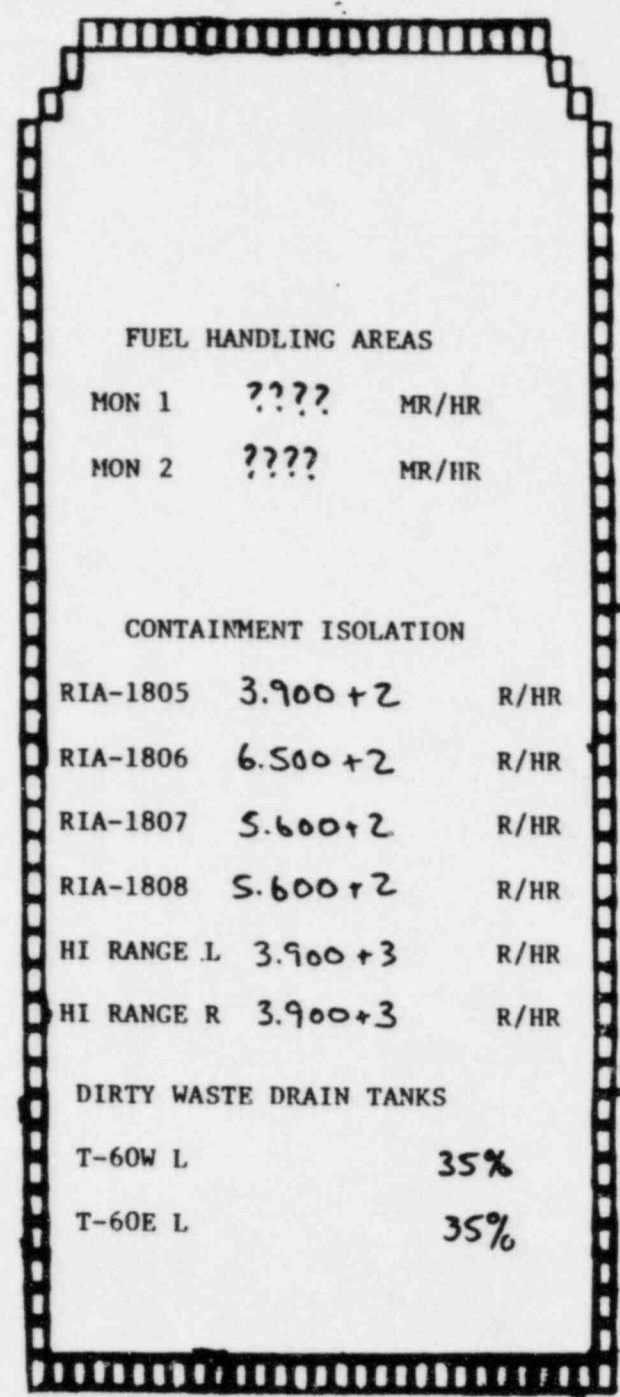 FUEL HANDLING AREAS
MON 1 ???? MR/HR
MON 2 ???? MR/HR
CONTAINMENT ISOLATION
RIA-1805 3.900+2 R/HR
RIA-1806 6.500+2 R/HR
RIA-1807 5.600+2 R/HR
RIA-1808 5.600+2 R/HR
HI RANGE L 3.900+3 R/HR
HI RANGE R 3.900+3 R/HR
DIRTY WASTE DRAIN TANKS
T-60W L 35%
T-60E L 35%